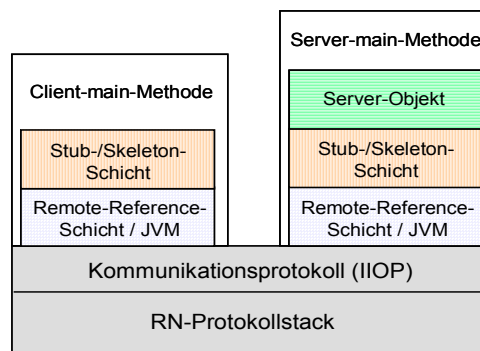 Client-main-Methode
Stub-/Skeleton-
Schicht
Remote-Reference-
Schicht / JVM
Server-main-Methode
Server-Objekt
Stub-/Skeleton-
Schicht
Remote-Reference-
Schicht / JVM
Kommunikationsprotokoll (IIOP)
RN-Protokollstack